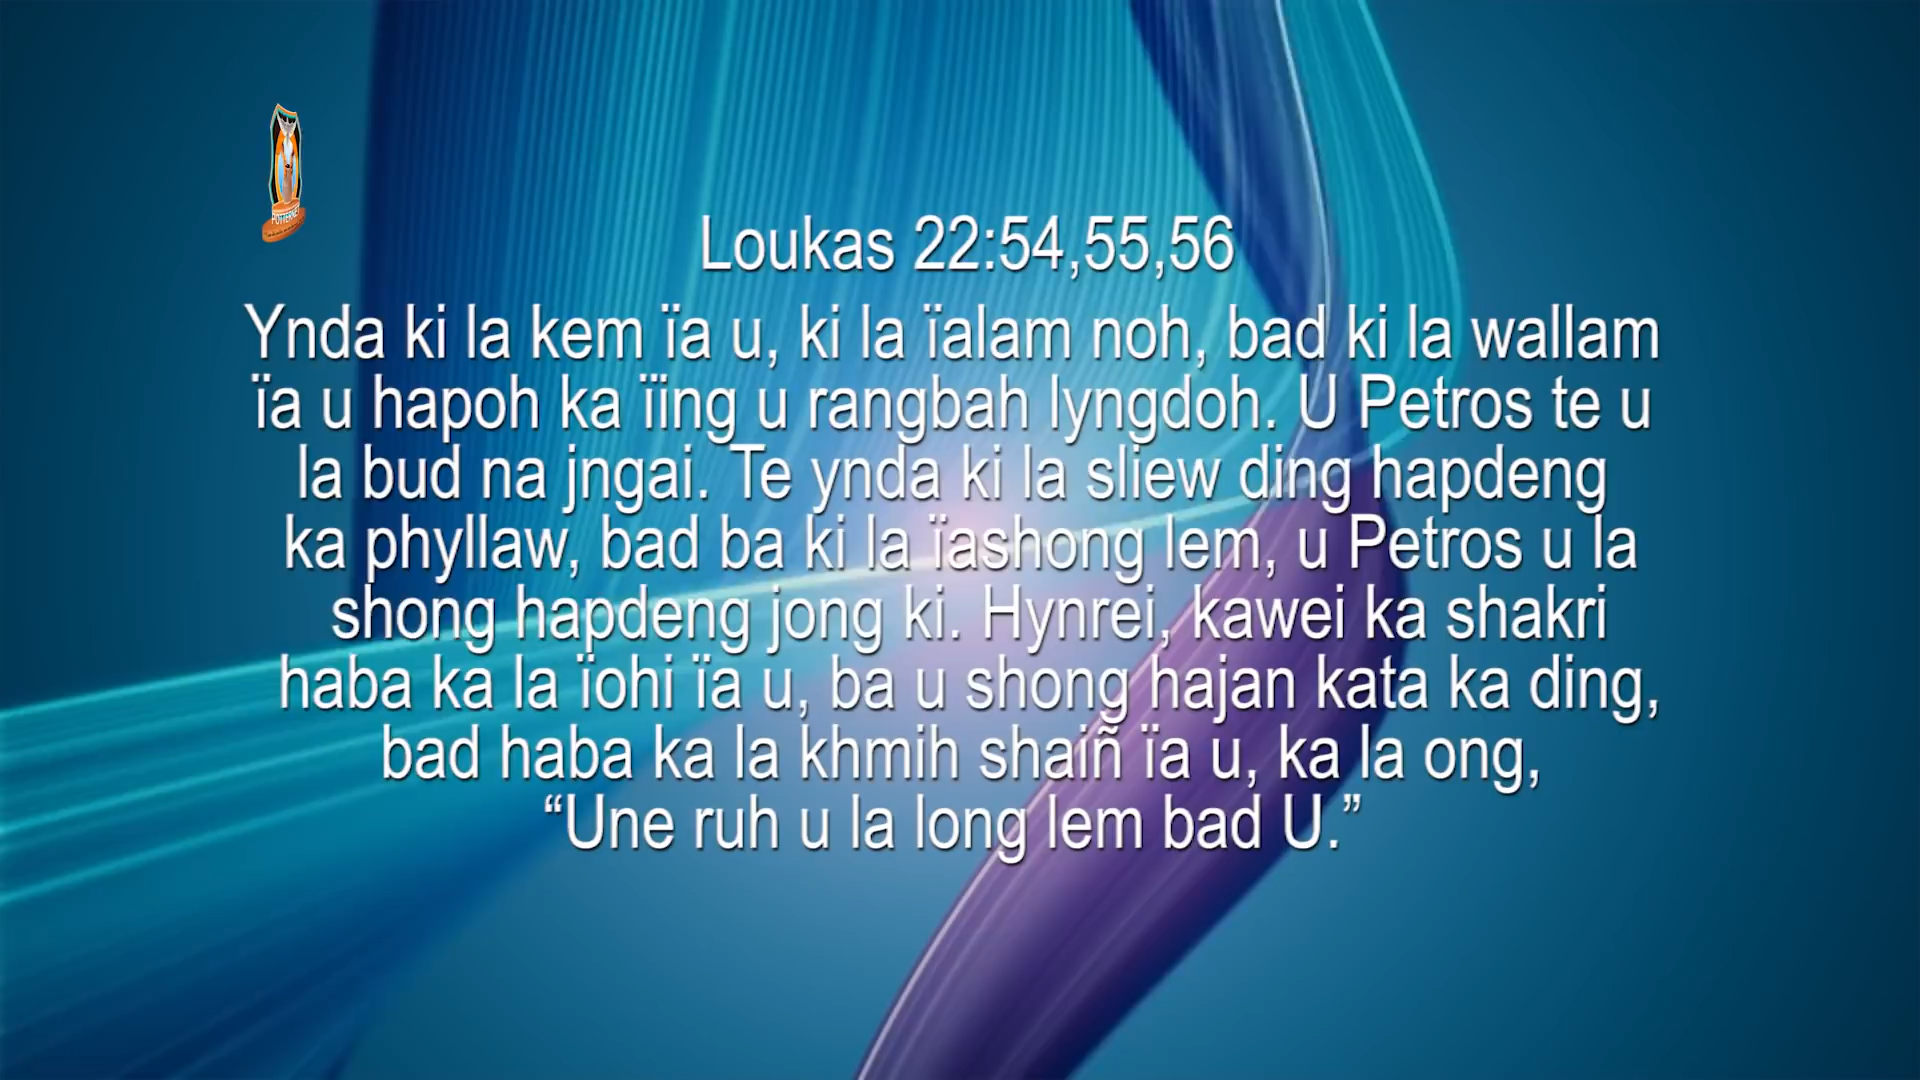 POTTERNET
Loukas 22:54,55,56
Ynda ki la kem ïa u, ki la ïalam noh, bad ki la wallam
ïa u hapoh ka ïing u rangbah lyngdoh. U Petros te u
la bud na jngai. Te ynda ki la sliew ding hapdeng
ka phyllaw, bad ba ki la ïashong lem, u Petros u la
shong hapdeng jong ki. Hynrei, kawei ka shakri
haba ka la ïohi ïa u, ba u shong hajan kata ka ding,
bad haba ka la khmih shaiñ ïa u, ka la ong,
“Une ruh u la long lem bad U.”